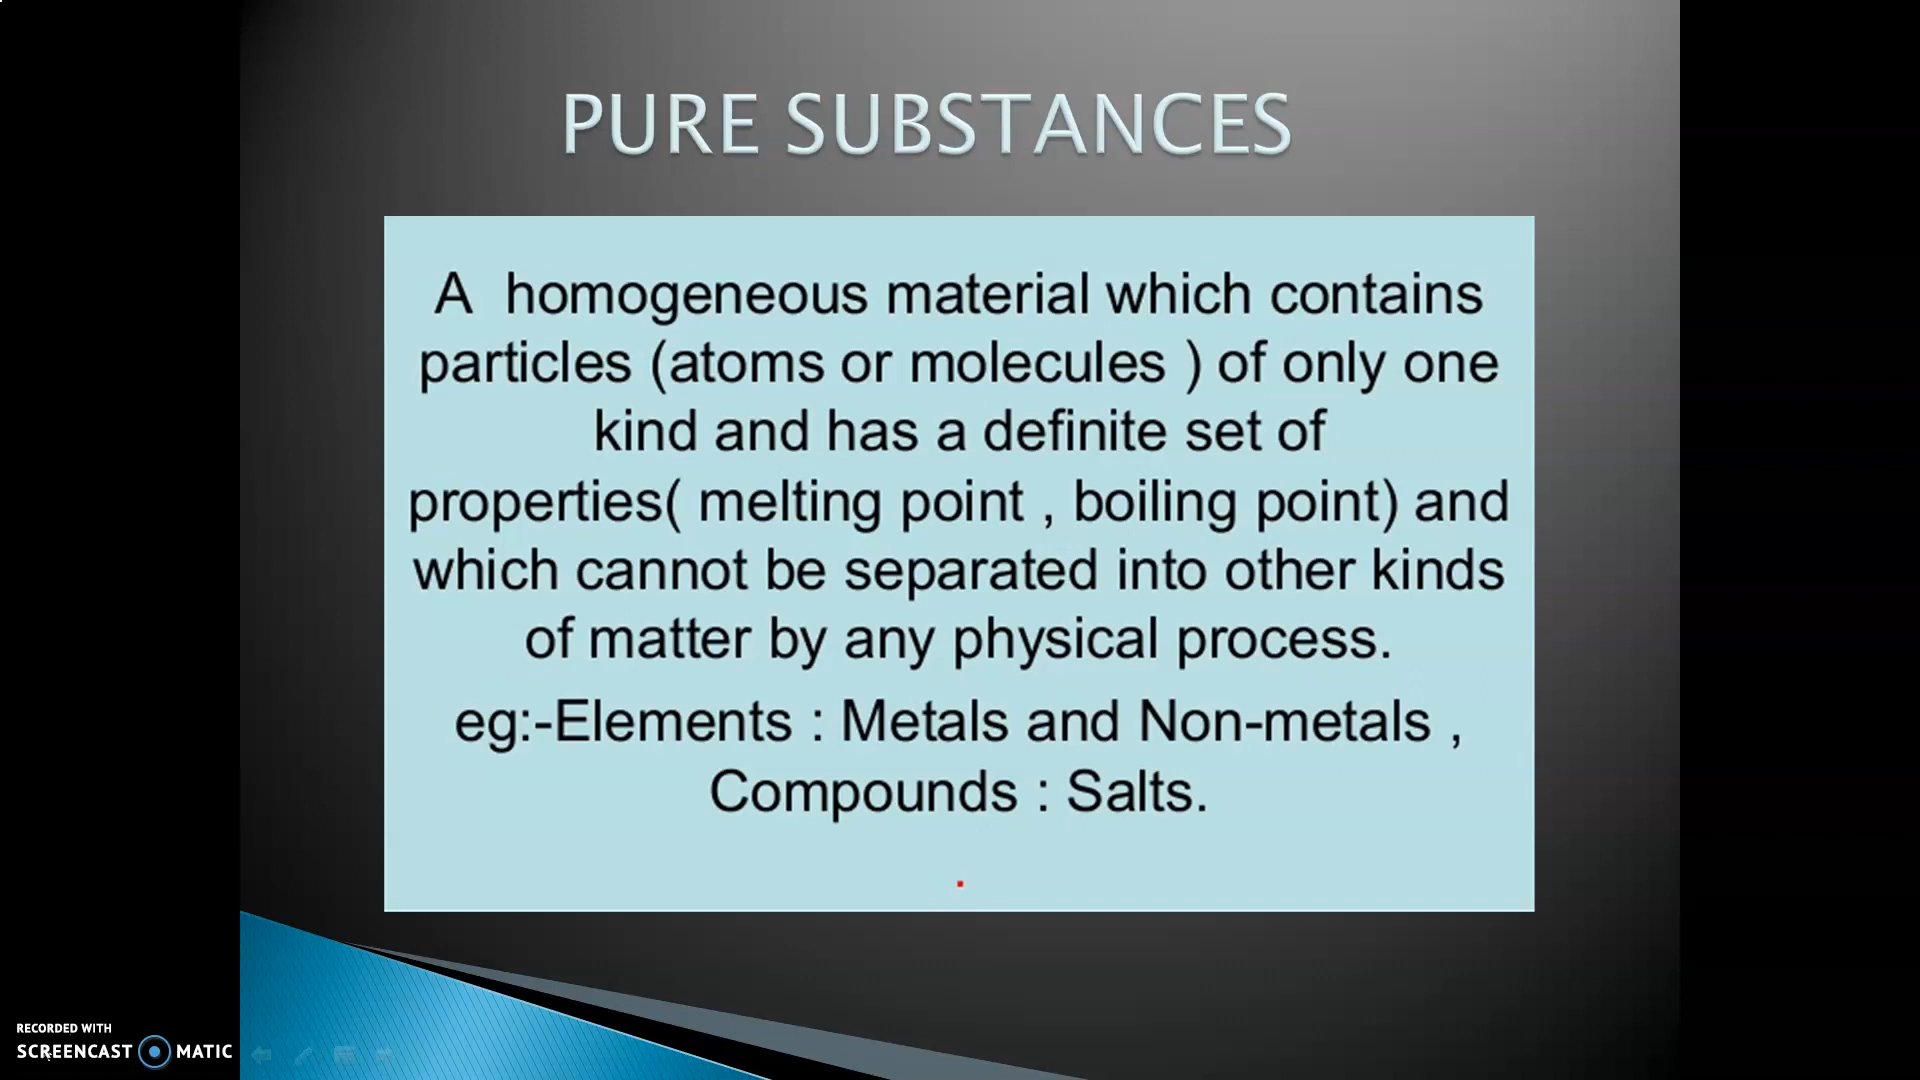 PURE SUBSTANCES
A homogeneous material which contains
particles (atoms or molecules ) of only one
kind and has a definite set of
properties( melting point , boiling point) and
which cannot be separated into other kinds
of matter by any physical process.
eg:-Elements : Metals and Non-metals ,
Compounds : Salts.
.
RECORDED WITH
SCREENCAST MATIC